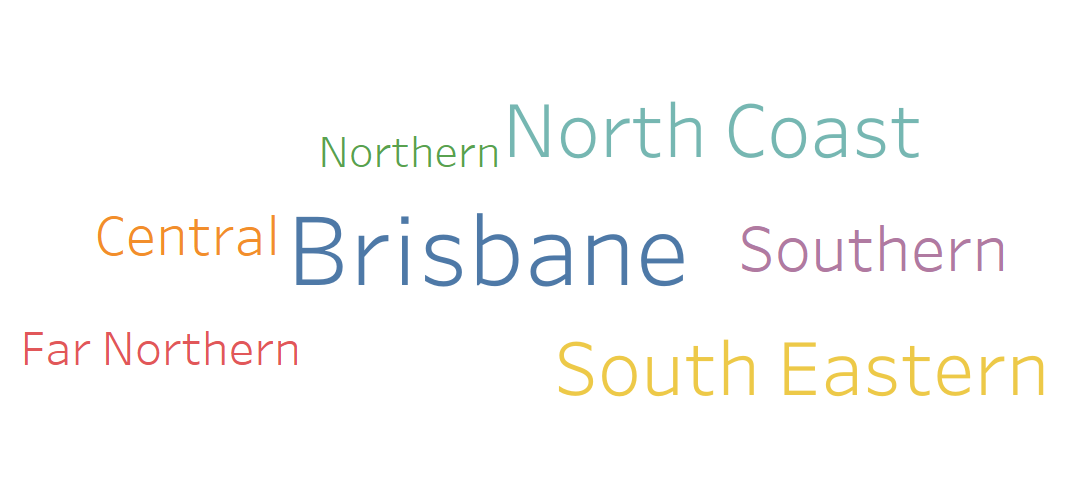 Northern
North Coast
Central
Brisbane
Southern
Far Northern
South Eastern